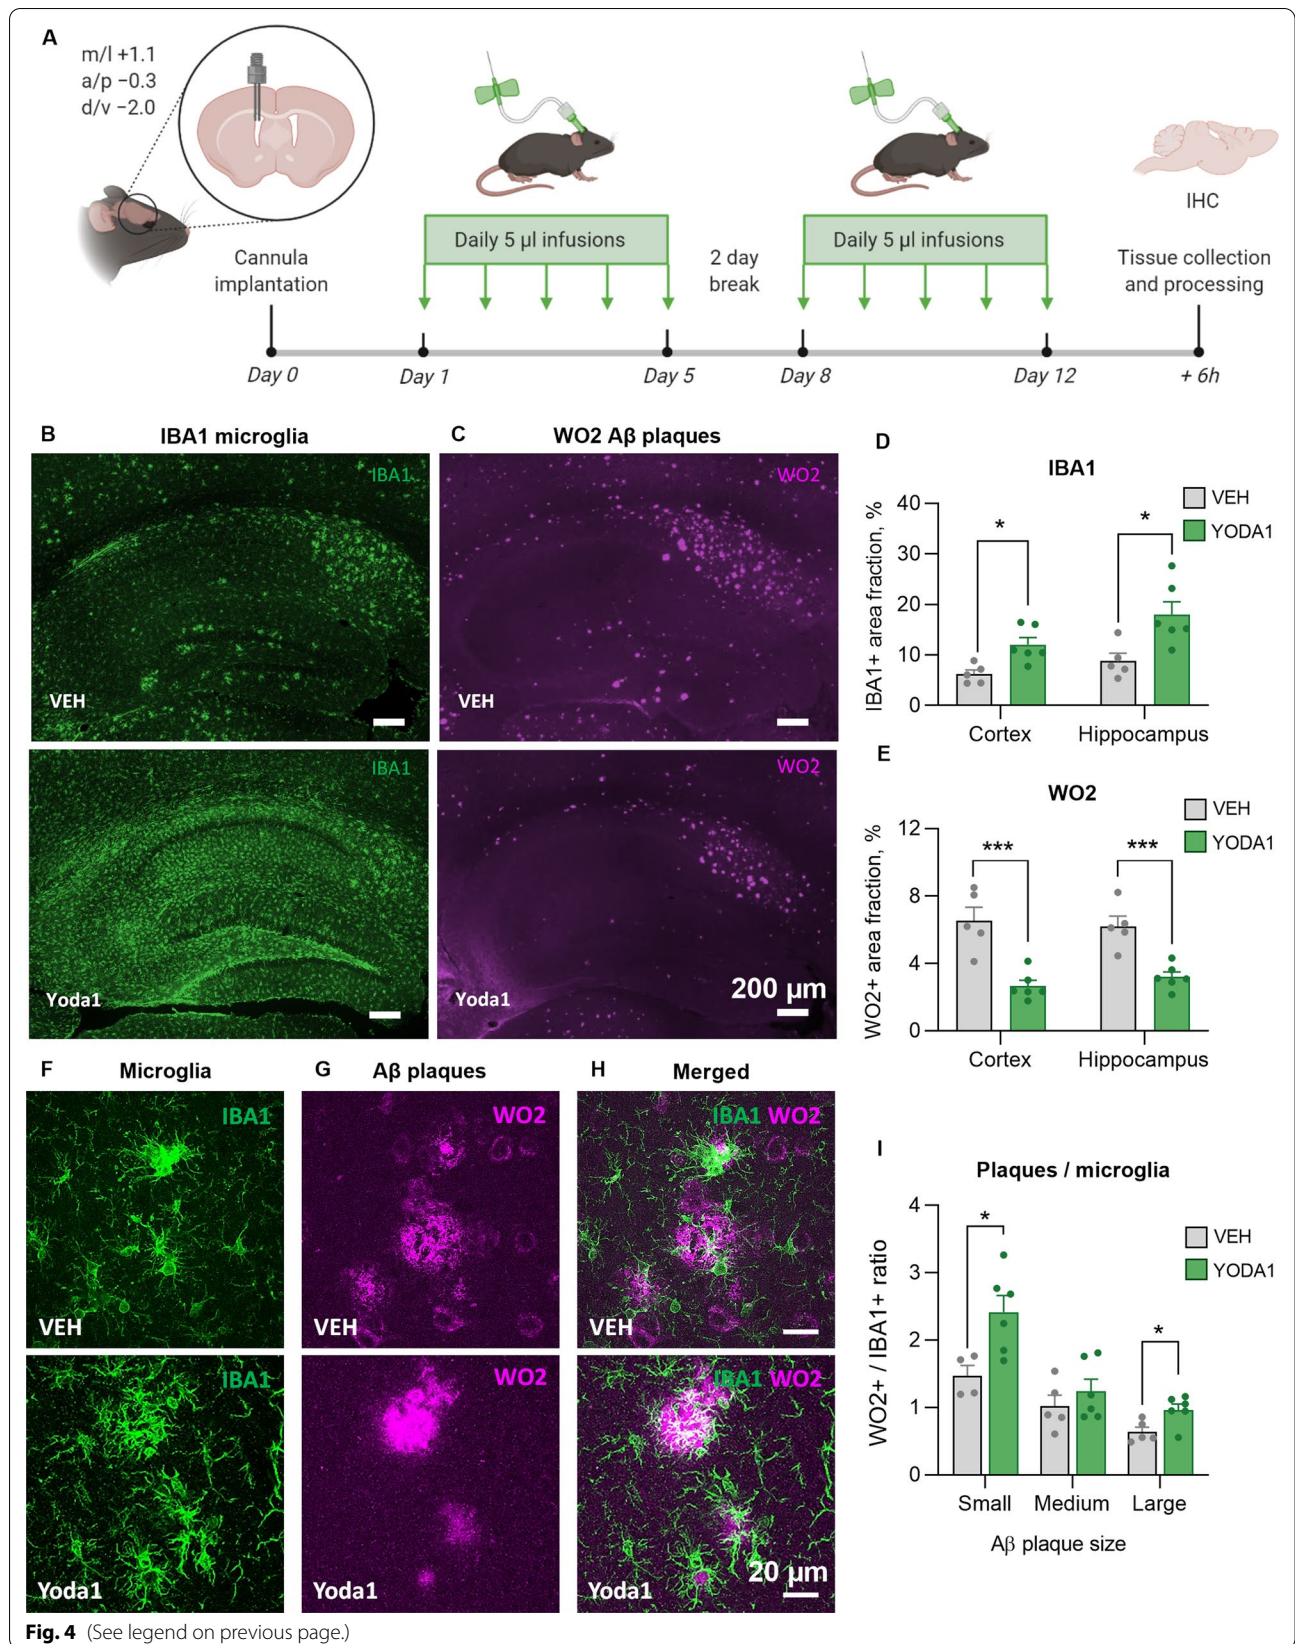 A
m/l +1.1
a/p −0.3
d/v −2.0
Cannula
implantation
Daily 5 µl infusions
2 day
break
Daily 5 µl infusions
IHC
Tissue collection
and processing
Day 0
Day 1
Day 5
Day 8
Day 12
+ 6h
B
IBA1 microglia
IBA1
VEH
IBA1
Yoda1
C
WO2 Aβ plaques
WO2
VEH
WO2
Yoda1
200 µm
D
IBA1
VEH
YODA1
IBA1+ area fraction, %
40
30
20
10
0
*
*
Cortex
Hippocampus
E
WO2
VEH
YODA1
WO2+ area fraction, %
12
8
4
0
***
***
Cortex
Hippocampus
F
Microglia
IBA1
VEH
IBA1
Yoda1
G
Aβ plaques
WO2
VEH
WO2
Yoda1
H
Merged
IBA1 WO2
VEH
IBA1 WO2
Yoda1
20 µm
I
Plaques / microglia
VEH
YODA1
WO2+ / IBA1+ ratio
4
3
2
1
0
*
*
Small
Medium
Large
Aβ plaque size
Fig. 4 (See legend on previous page.)